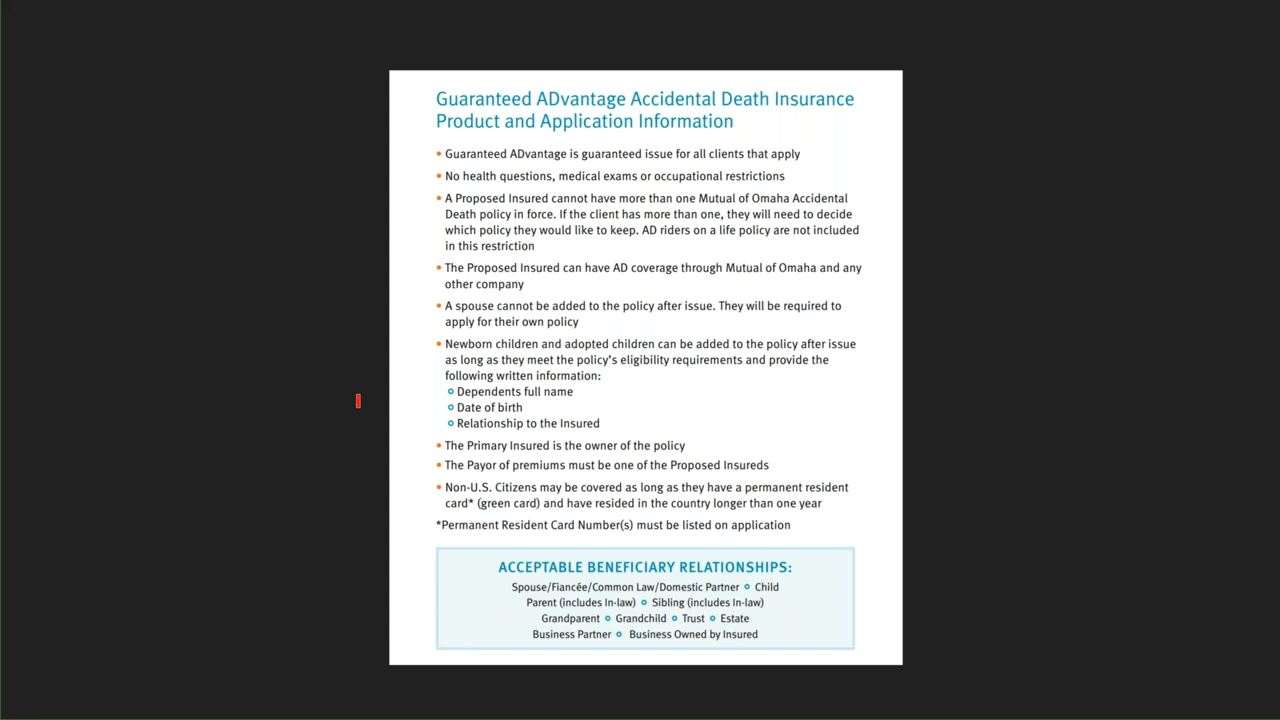 Guaranteed ADvantage Accidental Death Insurance
Product and Application Information
• Guaranteed ADvantage is guaranteed issue for all clients that apply
• No health questions, medical exams or occupational restrictions
• A Proposed Insured cannot have more than one Mutual of Omaha Accidental
Death policy in force. If the client has more than one, they will need to decide
which policy they would like to keep. AD riders on a life policy are not included
in this restriction
• The Proposed Insured can have AD coverage through Mutual of Omaha and any
other company
• A spouse cannot be added to the policy after issue. They will be required to
apply for their own policy
• Newborn children and adopted children can be added to the policy after issue
as long as they meet the policy's eligibility requirements and provide the
following written information:
∘ Dependents full name
∘ Date of birth
∘ Relationship to the Insured
• The Primary Insured is the owner of the policy
• The Payor of premiums must be one of the Proposed Insureds
• Non-U.S. Citizens may be covered as long as they have a permanent resident
card* (green card) and have resided in the country longer than one year
*Permanent Resident Card Number(s) must be listed on application
ACCEPTABLE BENEFICIARY RELATIONSHIPS:
Spouse/Fiancée/Common Law/Domestic Partner ∘ Child
Parent (includes In-law) ∘ Sibling (includes In-law)
Grandparent ∘ Grandchild ∘ Trust ∘ Estate
Business Partner ∘ Business Owned by Insured